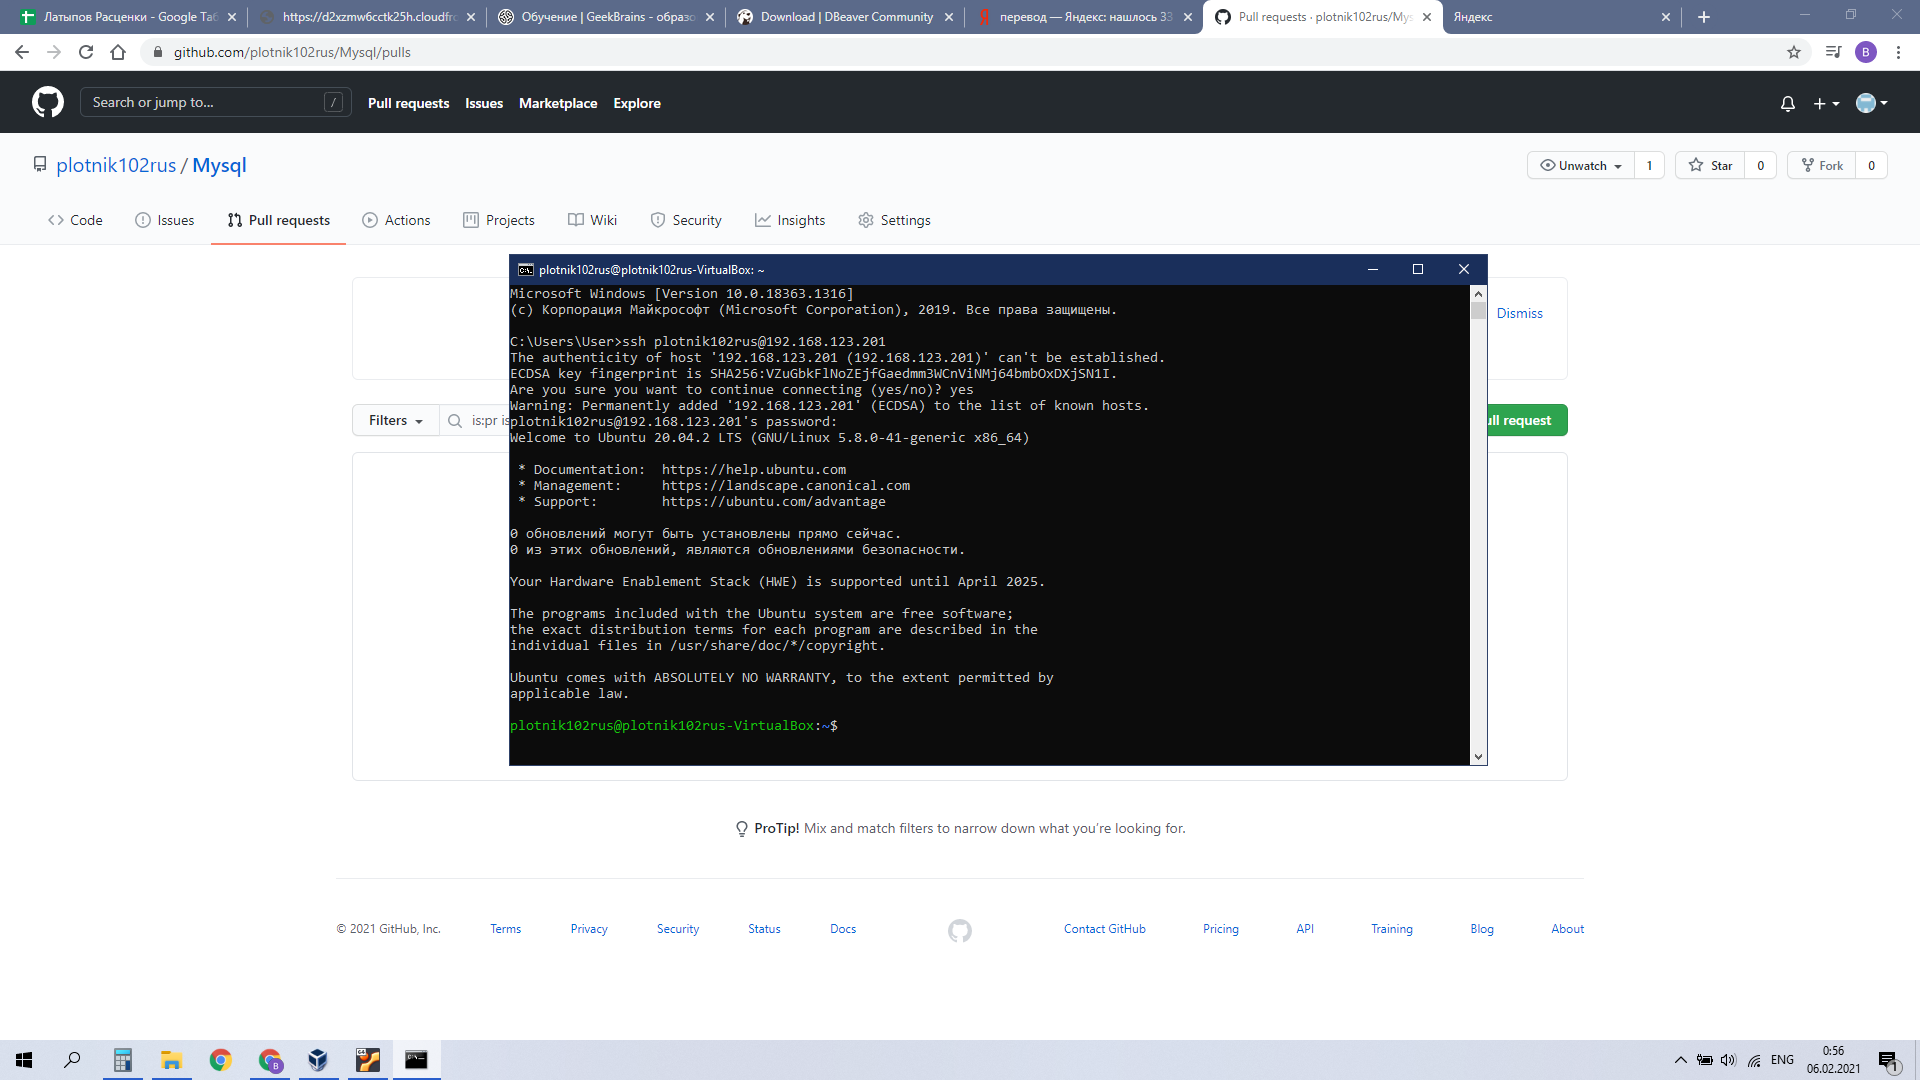 Латыпов Расценки - Google Таб
https://d2xzmw6cctk25h.cloudfro
Обучение | GeekBrains - образо
Download | DBeaver Community
перевод — Яндекс: нашлось 33
Pull requests · plotnik102rus/Mys
Яндекс
github.com/plotnik102rus/Mysql/pulls
B
Search or jump to...
/
Pull requests
Issues
Marketplace
Explore
plotnik102rus / Mysql
Unwatch
1
Star
0
Fork
0
Code
Issues
Pull requests
Actions
Projects
Wiki
Security
Insights
Settings
Dismiss
Filters
is:pr is
ull request
plotnik102rus@plotnik102rus-VirtualBox: ~
Microsoft Windows [Version 10.0.18363.1316]
(c) Корпорация Майкрософт (Microsoft Corporation), 2019. Все права защищены.
C:\Users\User>ssh plotnik102rus@192.168.123.201
The authenticity of host '192.168.123.201 (192.168.123.201)' can't be established.
ECDSA key fingerprint is SHA256:VZuGbkFlNoZEjfGaedmm3WCnViNMj64bmbOxDXjSN1I.
Are you sure you want to continue connecting (yes/no)? yes
Warning: Permanently added '192.168.123.201' (ECDSA) to the list of known hosts.
plotnik102rus@192.168.123.201's password:
Welcome to Ubuntu 20.04.2 LTS (GNU/Linux 5.8.0-41-generic x86_64)
* Documentation: https://help.ubuntu.com
* Management: https://landscape.canonical.com
* Support: https://ubuntu.com/advantage
0 обновлений могут быть установлены прямо сейчас.
0 из этих обновлений, являются обновлениями безопасности.
Your Hardware Enablement Stack (HWE) is supported until April 2025.
The programs included with the Ubuntu system are free software;
the exact distribution terms for each program are described in the
individual files in /usr/share/doc/*/copyright.
Ubuntu comes with ABSOLUTELY NO WARRANTY, to the extent permitted by
applicable law.
plotnik102rus@plotnik102rus-VirtualBox:~$
ProTip! Mix and match filters to narrow down what you're looking for.
© 2021 GitHub, Inc.
Terms
Privacy
Security
Status
Docs
Contact GitHub
Pricing
API
Training
Blog
About
ENG
0:56
06.02.2021
1